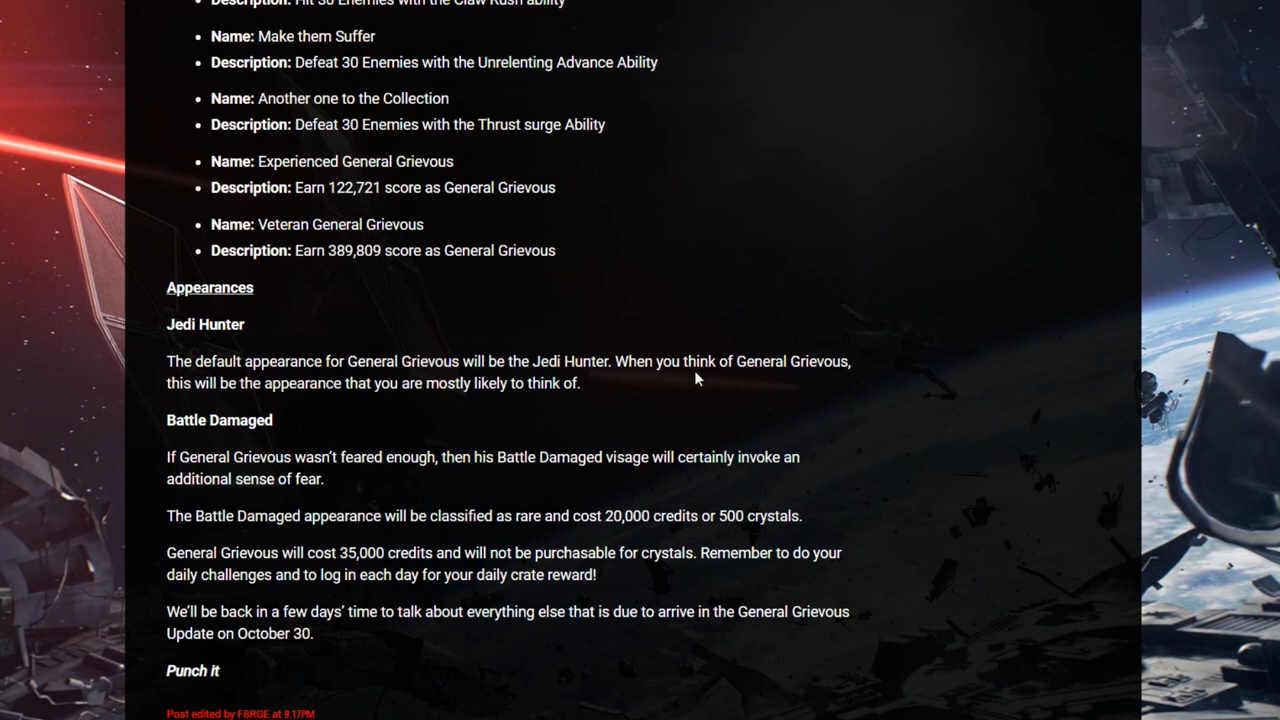 Description: Hit 30 Enemies with the Claw Rush ability
Name: Make them Suffer
Description: Defeat 30 Enemies with the Unrelenting Advance Ability
Name: Another one to the Collection
Description: Defeat 30 Enemies with the Thrust surge Ability
Name: Experienced General Grievous
Description: Earn 122,721 score as General Grievous
Name: Veteran General Grievous
Description: Earn 389,809 score as General Grievous
Appearances
Jedi Hunter
The default appearance for General Grievous will be the Jedi Hunter. When you think of General Grievous,
this will be the appearance that you are mostly likely to think of.
Battle Damaged
If General Grievous wasn’t feared enough, then his Battle Damaged visage will certainly invoke an
additional sense of fear.
The Battle Damaged appearance will be classified as rare and cost 20,000 credits or 500 crystals.
General Grievous will cost 35,000 credits and will not be purchasable for crystals. Remember to do your
daily challenges and to log in each day for your daily crate reward!
We’ll be back in a few days’ time to talk about everything else that is due to arrive in the General Grievous
Update on October 30.
Punch it
Post edited by F8RGE at 9:17PM